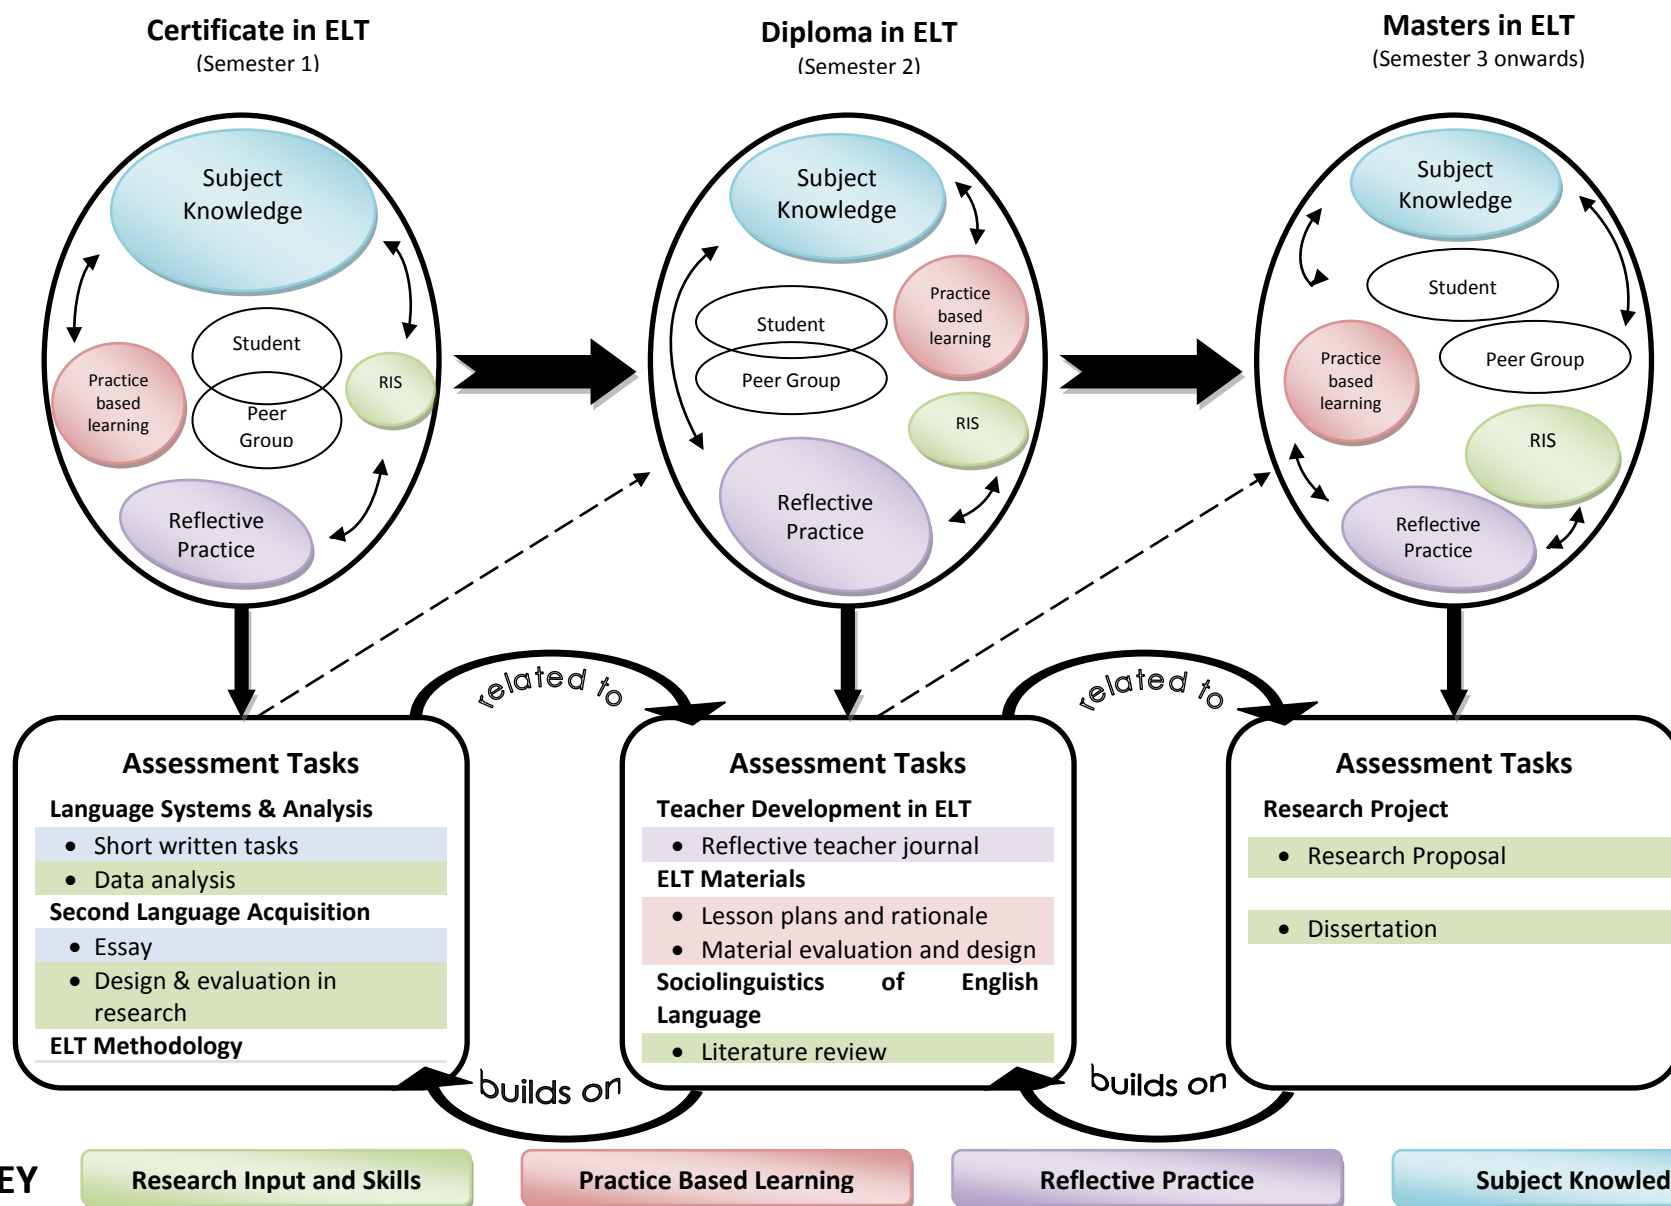 Certificate in ELT
(Semester 1)
Diploma in ELT
(Semester 2)
Masters in ELT
(Semester 3 onwards)
Subject
Knowledge
Student
Peer
Group
Practice
based
learning
RIS
Reflective
Practice
Subject
Knowledge
Practice
based
learning
Student
Peer Group
RIS
Reflective
Practice
Subject
Knowledge
Student
Peer Group
Practice
based
learning
RIS
Reflective
Practice
related to
related to
Assessment Tasks
Language Systems & Analysis
• Short written tasks
• Data analysis
Second Language Acquisition
• Essay
• Design & evaluation in
research
ELT Methodology
Assessment Tasks
Teacher Development in ELT
• Reflective teacher journal
ELT Materials
• Lesson plans and rationale
• Material evaluation and design
Sociolinguistics of English
Language
• Literature review
Assessment Tasks
Research Project
• Research Proposal
• Dissertation
builds on
builds on
EY
Research Input and Skills
Practice Based Learning
Reflective Practice
Subject Knowled